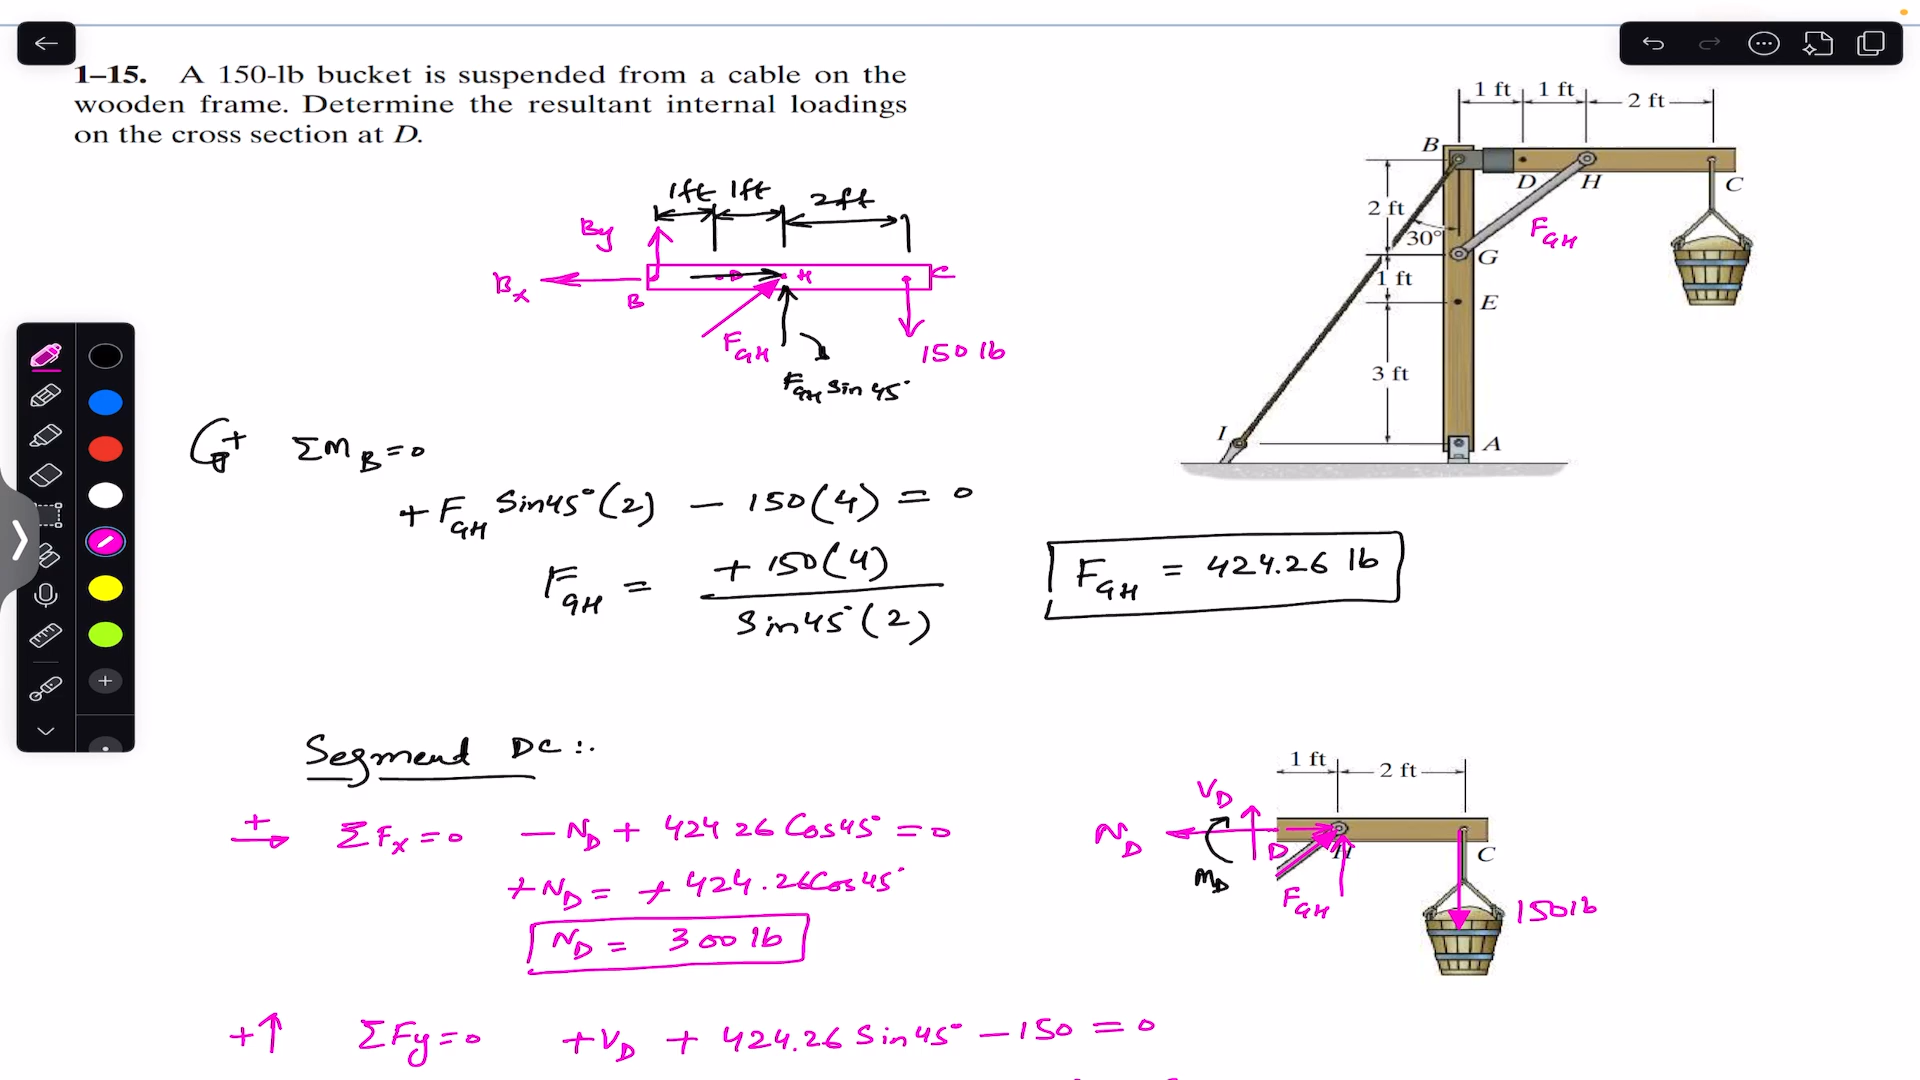 1–15. A 150-lb bucket is suspended from a cable on the
wooden frame. Determine the resultant internal loadings
on the cross section at D.
1 ft 1 ft 2 ft
B
D H C
2 ft
30°
F_GH
G
1 ft
E
3 ft
I
A
1ft 1ft 2ft
By
Bx
B D H C
F_GH
150 lb
F_GH Sin 45°
+ ΣM_B = 0
+ F_GH Sin45° (2) – 150(4) = 0
F_GH = + 150(4) / Sin45° (2)
F_GH = 424.26 lb
Segmend DC :.
1 ft 2 ft
+ ΣFx = 0 – N_D + 424 26 Cos45° = 0
+N_D = + 424.26Cos45°
N_D = 300 lb
V_D
N_D
M_D
D H C
F_GH
150lb
+↑ ΣFy = 0 +V_D + 424.26 Sin45° – 150 = 0